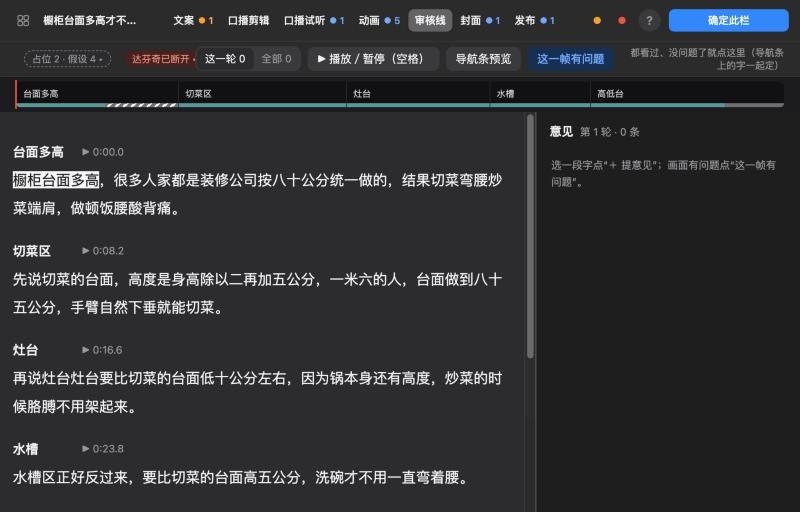 橱柜台面多高才不...
文案 1
口播剪辑
口播试听 1
动画 5
审核线
封面 1
发布 1
?
确定此栏
占位 2 · 假设 4
达芬奇已断开
这一轮 0
全部 0
播放 / 暂停（空格）
导航条预览
这一帧有问题
都看过、没问题了就点这里（导航条
上的字一起定）
台面多高
切菜区
灶台
水槽
高低台
台面多高 0:00.0
橱柜台面多高，很多人家都是装修公司按八十公分统一做的，结果切菜弯腰炒
菜端肩，做顿饭腰酸背痛。
切菜区 0:08.2
先说切菜的台面，高度是身高除以二再加五公分，一米六的人，台面做到八十
五公分，手臂自然下垂就能切菜。
灶台 0:16.6
再说灶台灶台要比切菜的台面低十公分左右，因为锅本身还有高度，炒菜的时
候胳膊不用架起来。
水槽 0:23.8
水槽区正好反过来，要比切菜的台面高五公分，洗碗才不用一直弯着腰。
意见 第 1 轮 · 0 条
选一段字点“＋ 提意见”；画面有问题点“这一帧有
问题”。